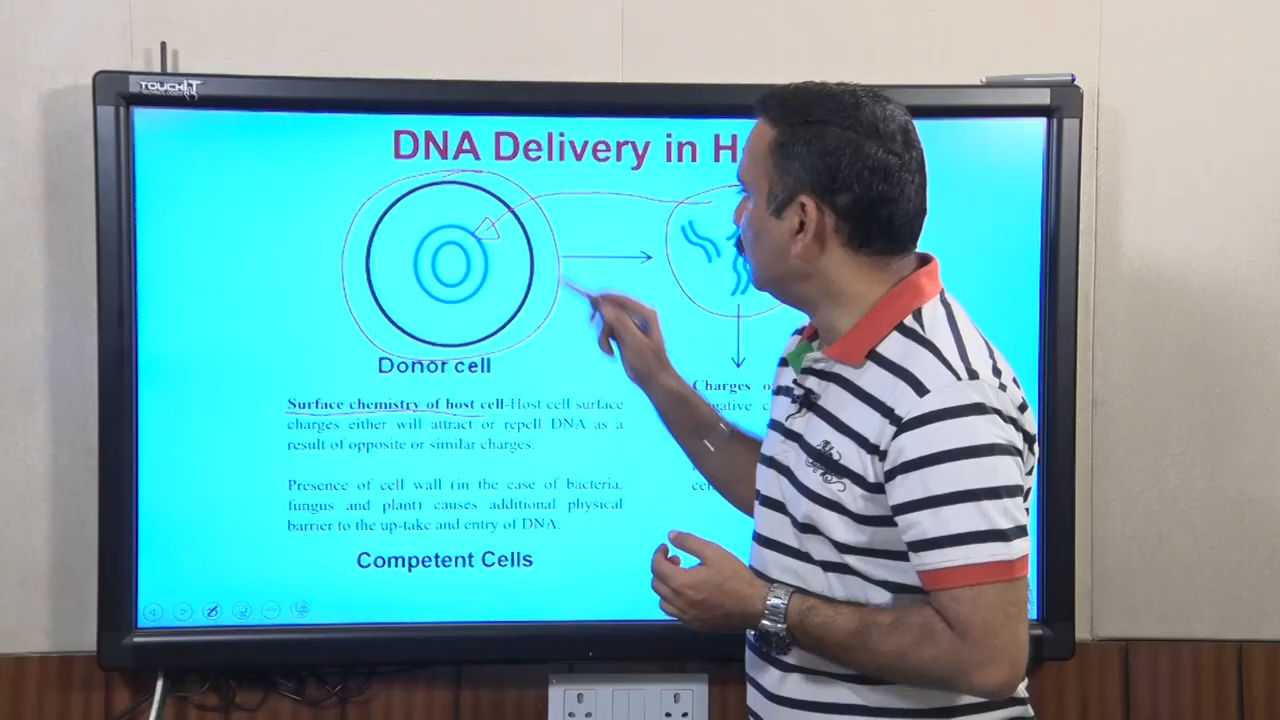 TOUCHIT
DNA Delivery in H
Donor cell
Surface chemistry of host cell-Host cell surface
charges either will attract or repell DNA as a
result of opposite or similar charges.
Presence of cell wall (in the case of bacteria,
fungus and plant) causes additional physical
barrier to the up-take and entry of DNA.
Competent Cells
Charges o